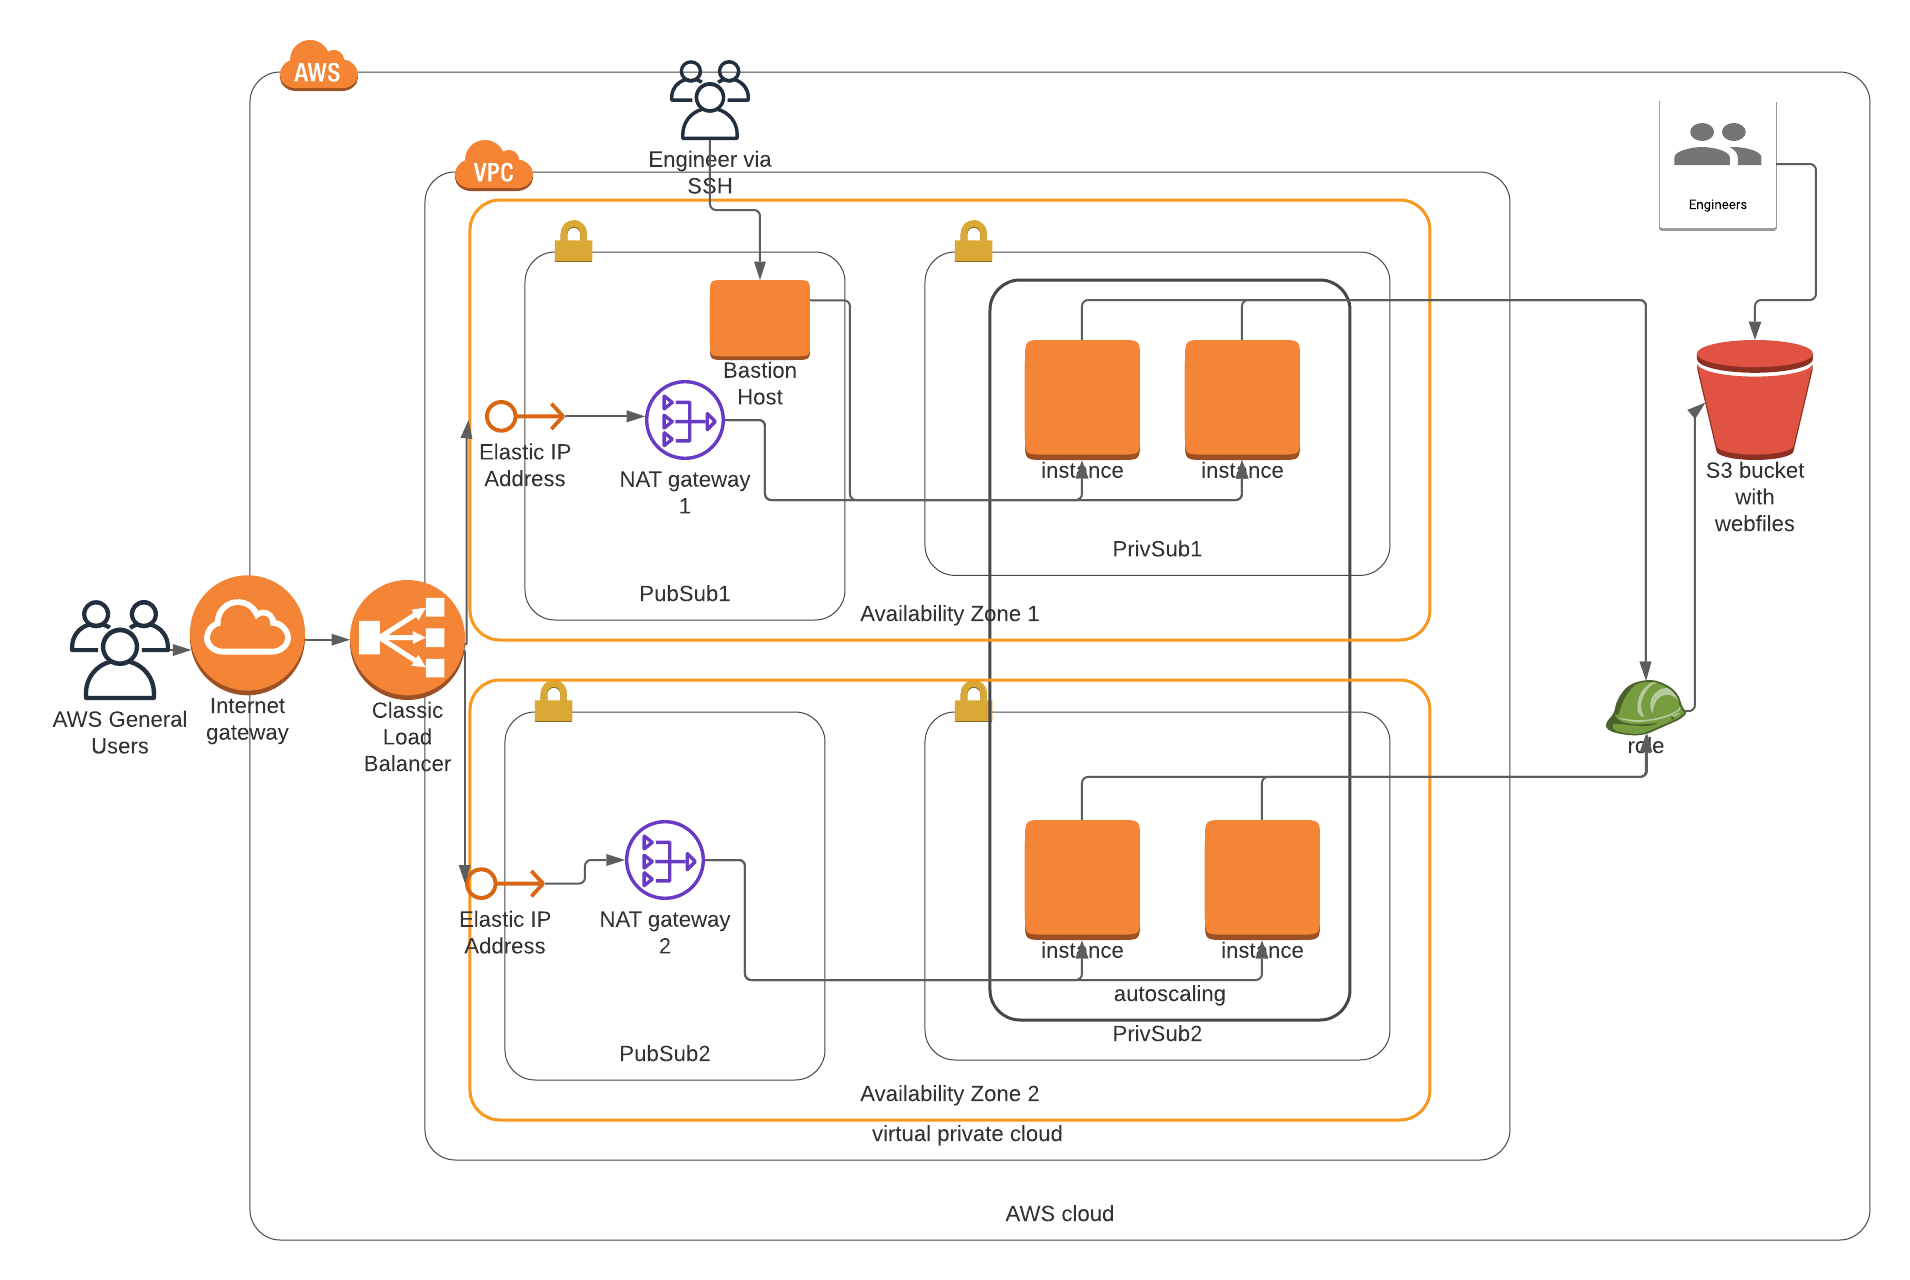 AWS
Engineer via
SSH
VPC
Engineers
Bastion
Host
Elastic IP
Address
NAT gateway
1
instance
instance
S3 bucket
with
webfiles
PrivSub1
PubSub1
Availability Zone 1
AWS General
Users
Internet
gateway
Classic
Load
Balancer
role
Elastic IP
Address
NAT gateway
2
instance
instance
autoscaling
PrivSub2
PubSub2
Availability Zone 2
virtual private cloud
AWS cloud